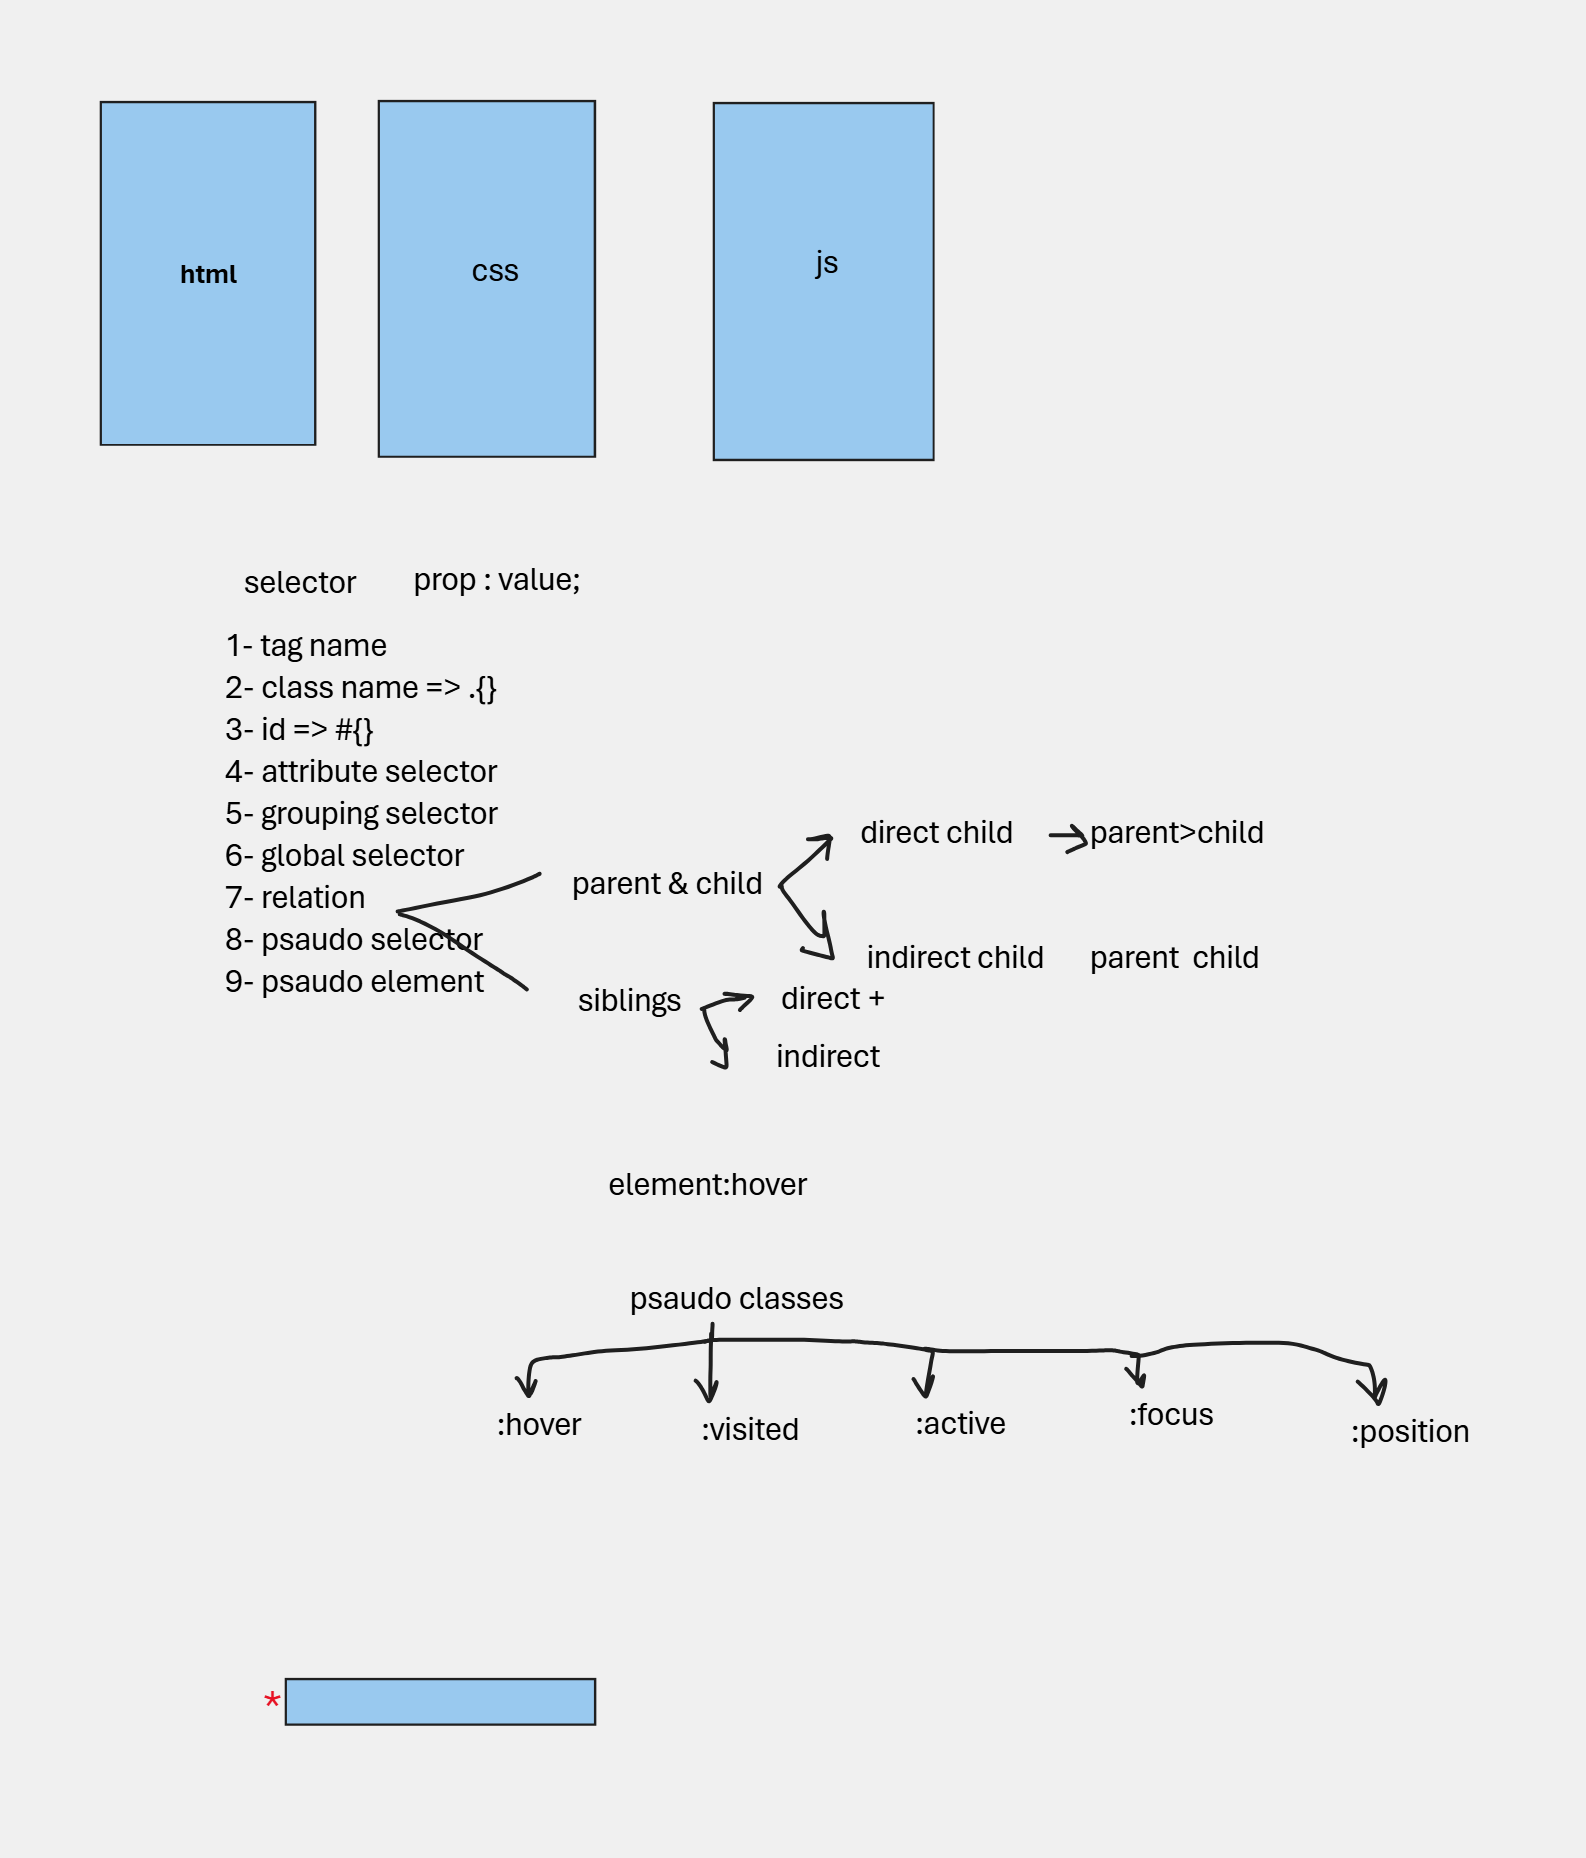 html
css
js
selector
prop : value;
1- tag name
2- class name => .{}
3- id => #{}
4- attribute selector
5- grouping selector
6- global selector
7- relation
8- psaudo selector
9- psaudo element
parent & child
direct child
parent>child
indirect child
parent  child
siblings
direct +
indirect
element:hover
psaudo classes
:hover
:visited
:active
:focus
:position
*